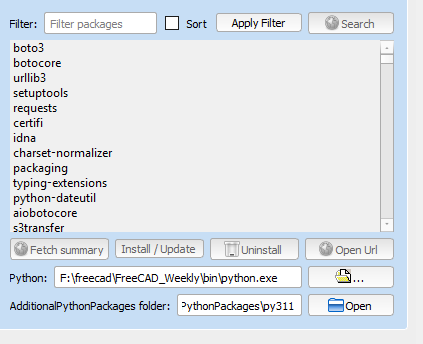 Filter: Filter packages Sort Apply Filter Search
boto3
botocore
urllib3
setuptools
requests
certifi
idna
charset-normalizer
packaging
typing-extensions
python-dateutil
aiobotocore
s3transfer
Fetch summary Install / Update Uninstall Open Url
Python: F:\freecad\FreeCAD_Weekly\bin\python.exe ...
AdditionalPythonPackages folder: PythonPackages\py311 Open